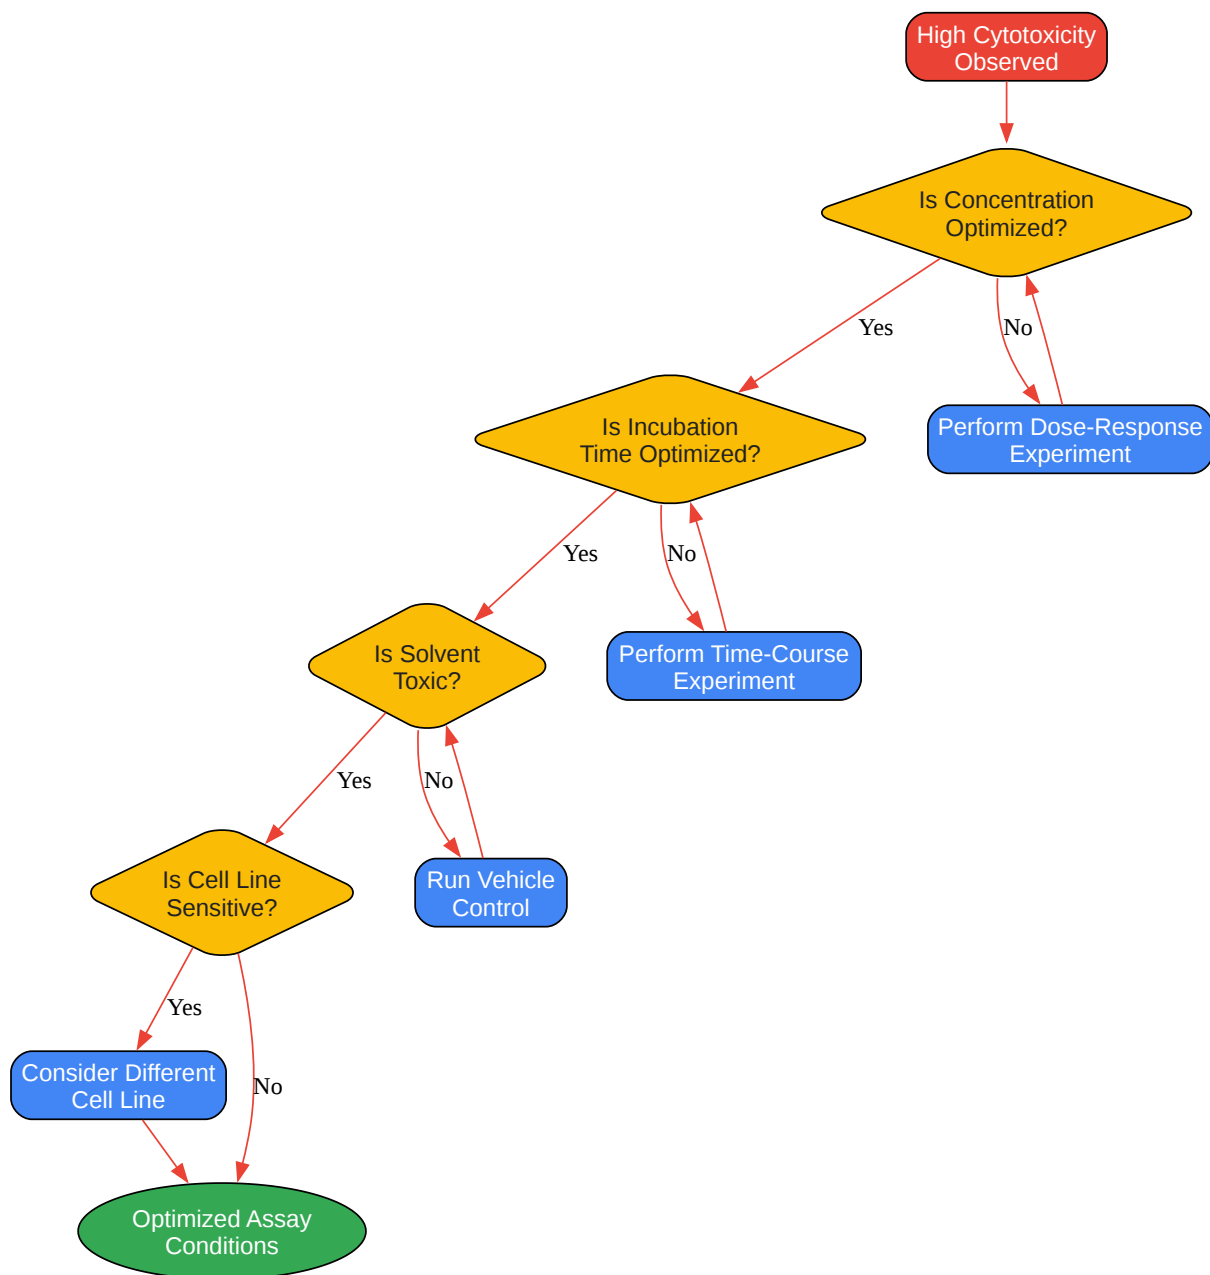 High Cytotoxicity
Observed
Is Concentration
Optimized?
Yes
No
Perform Dose-Response
Experiment
Is Incubation
Time Optimized?
Yes
No
Perform Time-Course
Experiment
Is Solvent
Toxic?
Yes
No
Run Vehicle
Control
Is Cell Line
Sensitive?
Yes
No
Consider Different
Cell Line
Optimized Assay
Conditions